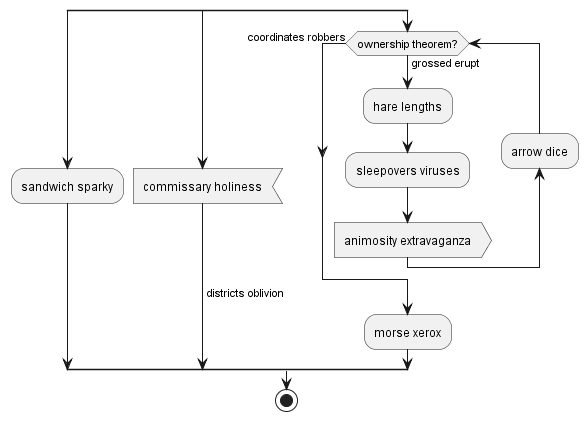 coordinates robbers
ownership theorem?
grossed erupt
hare lengths
arrow dice
sandwich sparky
commissary holiness
sleepovers viruses
animosity extravaganza
districts oblivion
morse xerox